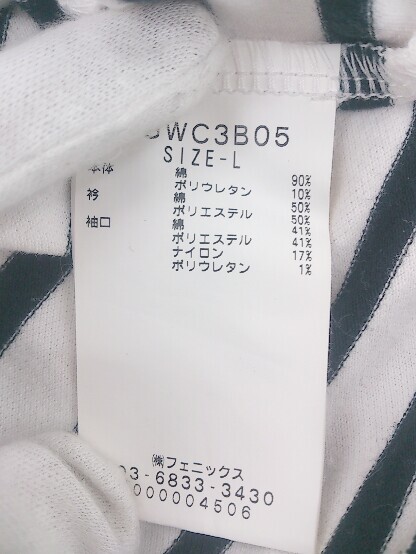 WC3B05
SIZE-L
本体 綿 90%
ポリウレタン 10%
衿 綿 50%
ポリエステル 50%
袖口 綿 41%
ポリエステル 41%
ナイロン 17%
ポリウレタン 1%
㈱フェニックス
03-6833-3430
000004506